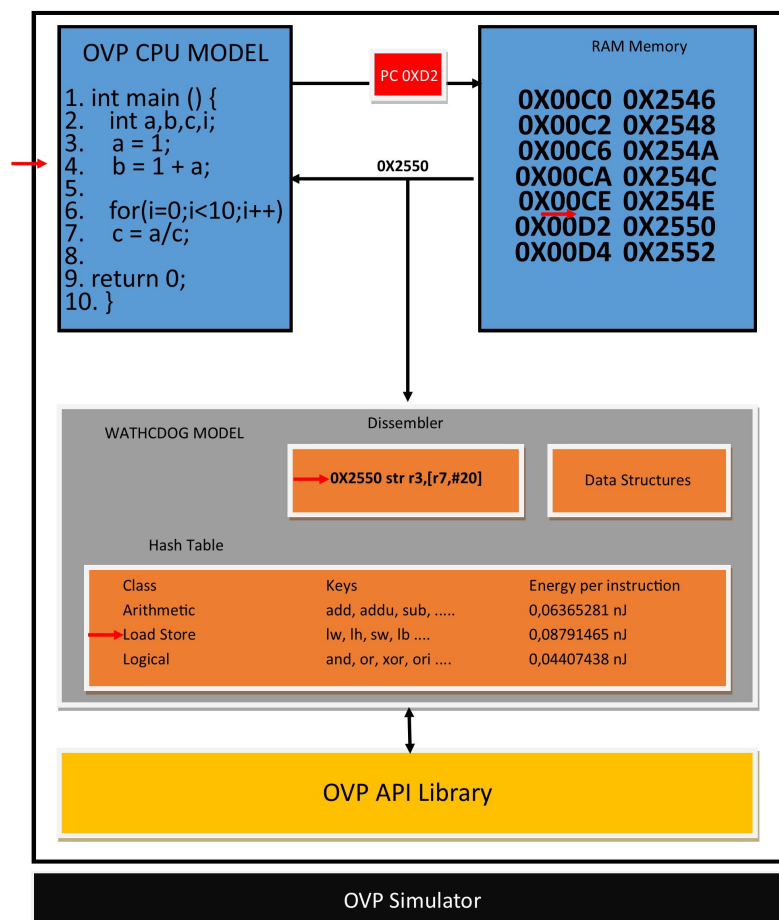 OVP CPU MODEL
1. int main () {
2. int a,b,c,i;
3. a = 1;
4. b = 1 + a;
5.
6. for(i=0;i<10;i++)
7. c = a/c;
8.
9. return 0;
10. }
PC 0XD2
0X2550
RAM Memory
0X00C0 0X2546
0X00C2 0X2548
0X00C6 0X254A
0X00CA 0X254C
0X00CE 0X254E
0X00D2 0X2550
0X00D4 0X2552
WATHCDOG MODEL
Dissembler
0X2550 str r3,[r7,#20]
Data Structures
Hash Table
Class Keys Energy per instruction
Arithmetic add, addu, sub, ..... 0,06365281 nJ
Load Store lw, lh, sw, lb .... 0,08791465 nJ
Logical and, or, xor, ori .... 0,04407438 nJ
OVP API Library
OVP Simulator